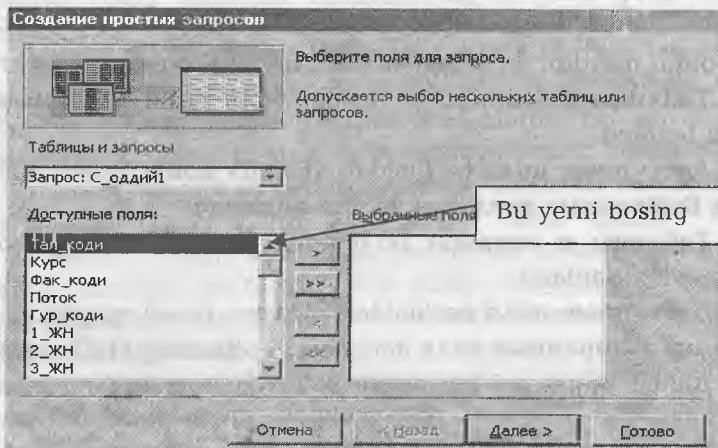 Создание простых запросов
Выберите поля для запроса.
Допускается выбор нескольких таблиц или
запросов.
Таблицы и запросы
Запрос: С_оддий1
Доступные поля:
Выбранные поля
Bu yerni bosing
Тал_коди
Курс
Фак_коди
Поток
Гур_коди
1_ЖН
2_ЖН
3_ЖН
>
>>
<
<<
Отмена
< Назад
Далее >
Готово